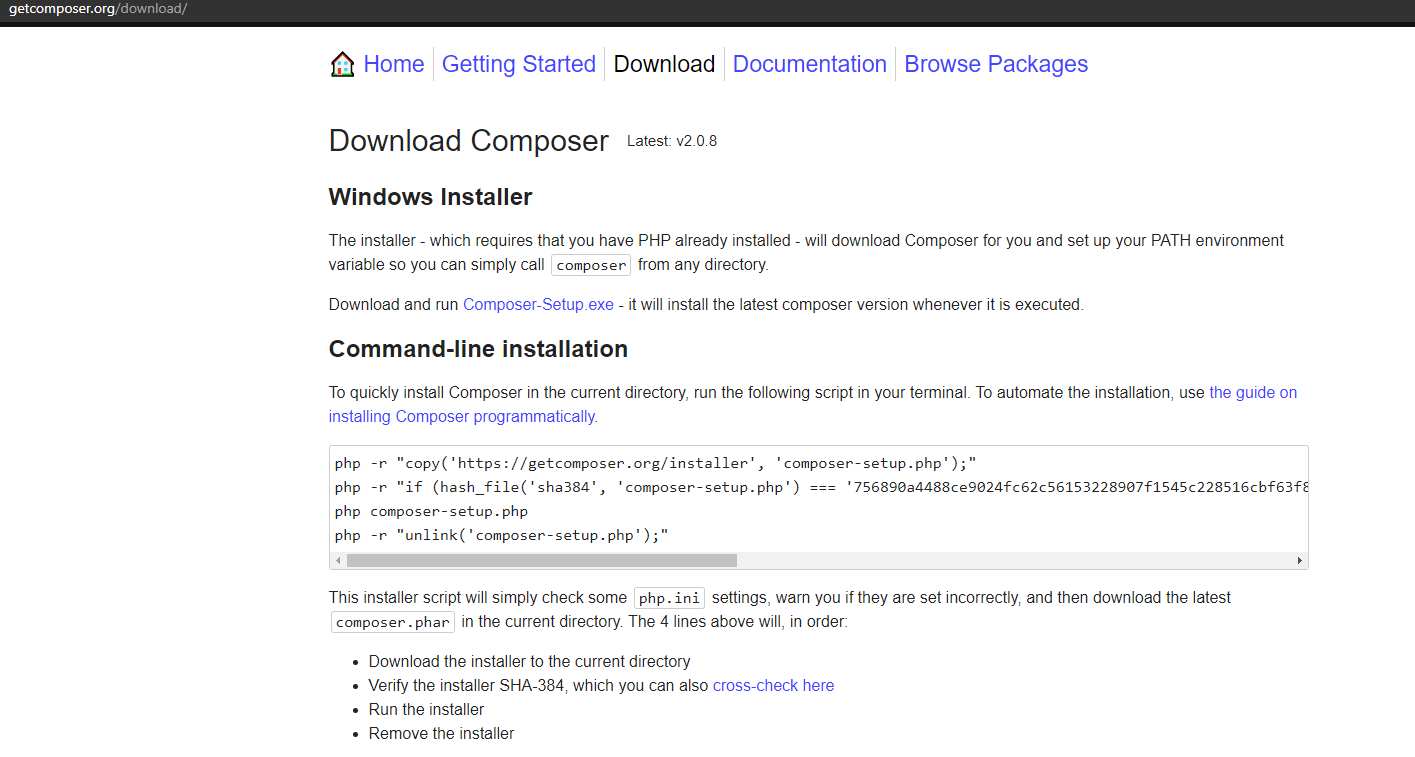 getcomposer.org/download/
Home Getting Started Download Documentation Browse Packages
Download Composer Latest: v2.0.8
Windows Installer
The installer - which requires that you have PHP already installed - will download Composer for you and set up your PATH environment
variable so you can simply call composer from any directory.
Download and run Composer-Setup.exe - it will install the latest composer version whenever it is executed.
Command-line installation
To quickly install Composer in the current directory, run the following script in your terminal. To automate the installation, use the guide on
installing Composer programmatically.
php -r "copy('https://getcomposer.org/installer', 'composer-setup.php');"
php -r "if (hash_file('sha384', 'composer-setup.php') === '756890a4488ce9024fc62c56153228907f1545c228516cbf63f8
php composer-setup.php
php -r "unlink('composer-setup.php');"
This installer script will simply check some php.ini settings, warn you if they are set incorrectly, and then download the latest
composer.phar in the current directory. The 4 lines above will, in order:
• Download the installer to the current directory
• Verify the installer SHA-384, which you can also cross-check here
• Run the installer
• Remove the installer